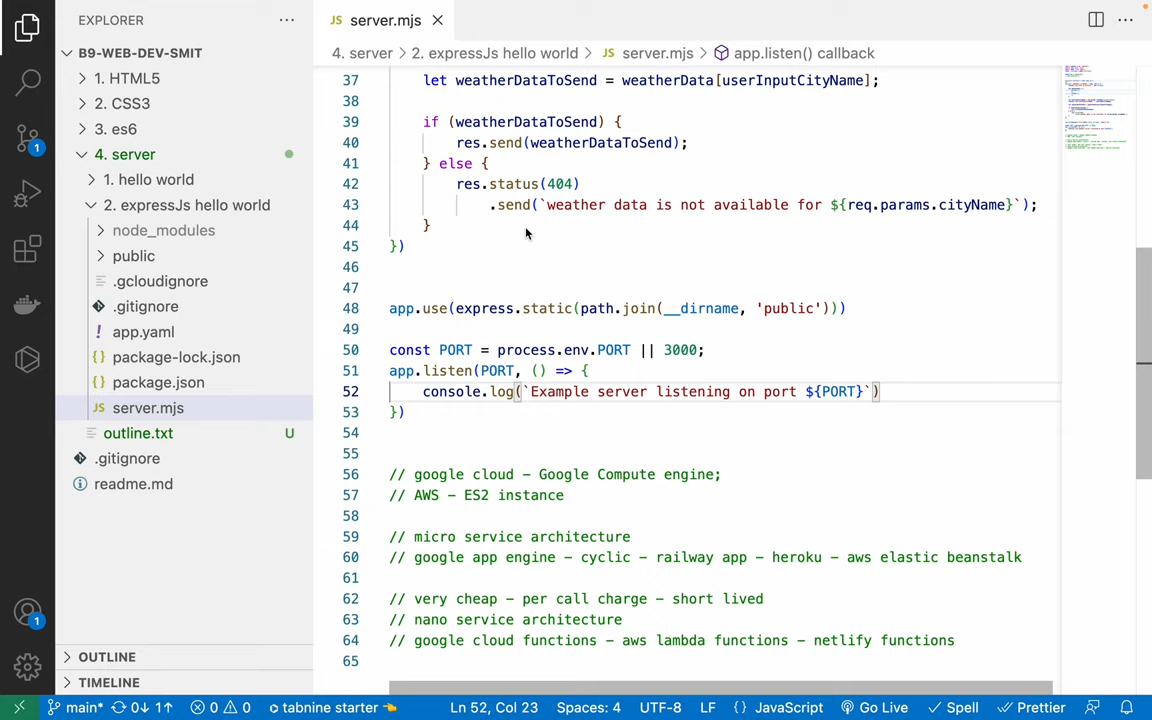 EXPLORER
B9-WEB-DEV-SMIT
1. HTML5
2. CSS3
3. es6
4. server
1. hello world
2. expressJs hello world
node_modules
public
.gcloudignore
.gitignore
! app.yaml
{} package-lock.json
{} package.json
JS server.mjs
outline.txt U
.gitignore
readme.md
OUTLINE
TIMELINE
1
1
JS server.mjs
4. server > 2. expressJs hello world > JS server.mjs > app.listen() callback
37 let weatherDataToSend = weatherData[userInputCityName];
38
39 if (weatherDataToSend) {
40 res.send(weatherDataToSend);
41 } else {
42 res.status(404)
43 .send(`weather data is not available for ${req.params.cityName}`);
44 }
45 })
46
47
48 app.use(express.static(path.join(__dirname, 'public')))
49
50 const PORT = process.env.PORT || 3000;
51 app.listen(PORT, () => {
52 console.log(`Example server listening on port ${PORT}`)
53 })
54
55
56 // google cloud - Google Compute engine;
57 // AWS - ES2 instance
58
59 // micro service architecture
60 // google app engine - cyclic - railway app - heroku - aws elastic beanstalk
61
62 // very cheap - per call charge - short lived
63 // nano service architecture
64 // google cloud functions - aws lambda functions - netlify functions
65
main* 0↓ 1↑ 0 0 tabnine starter Ln 52, Col 23 Spaces: 4 UTF-8 LF {} JavaScript Go Live Spell Prettier